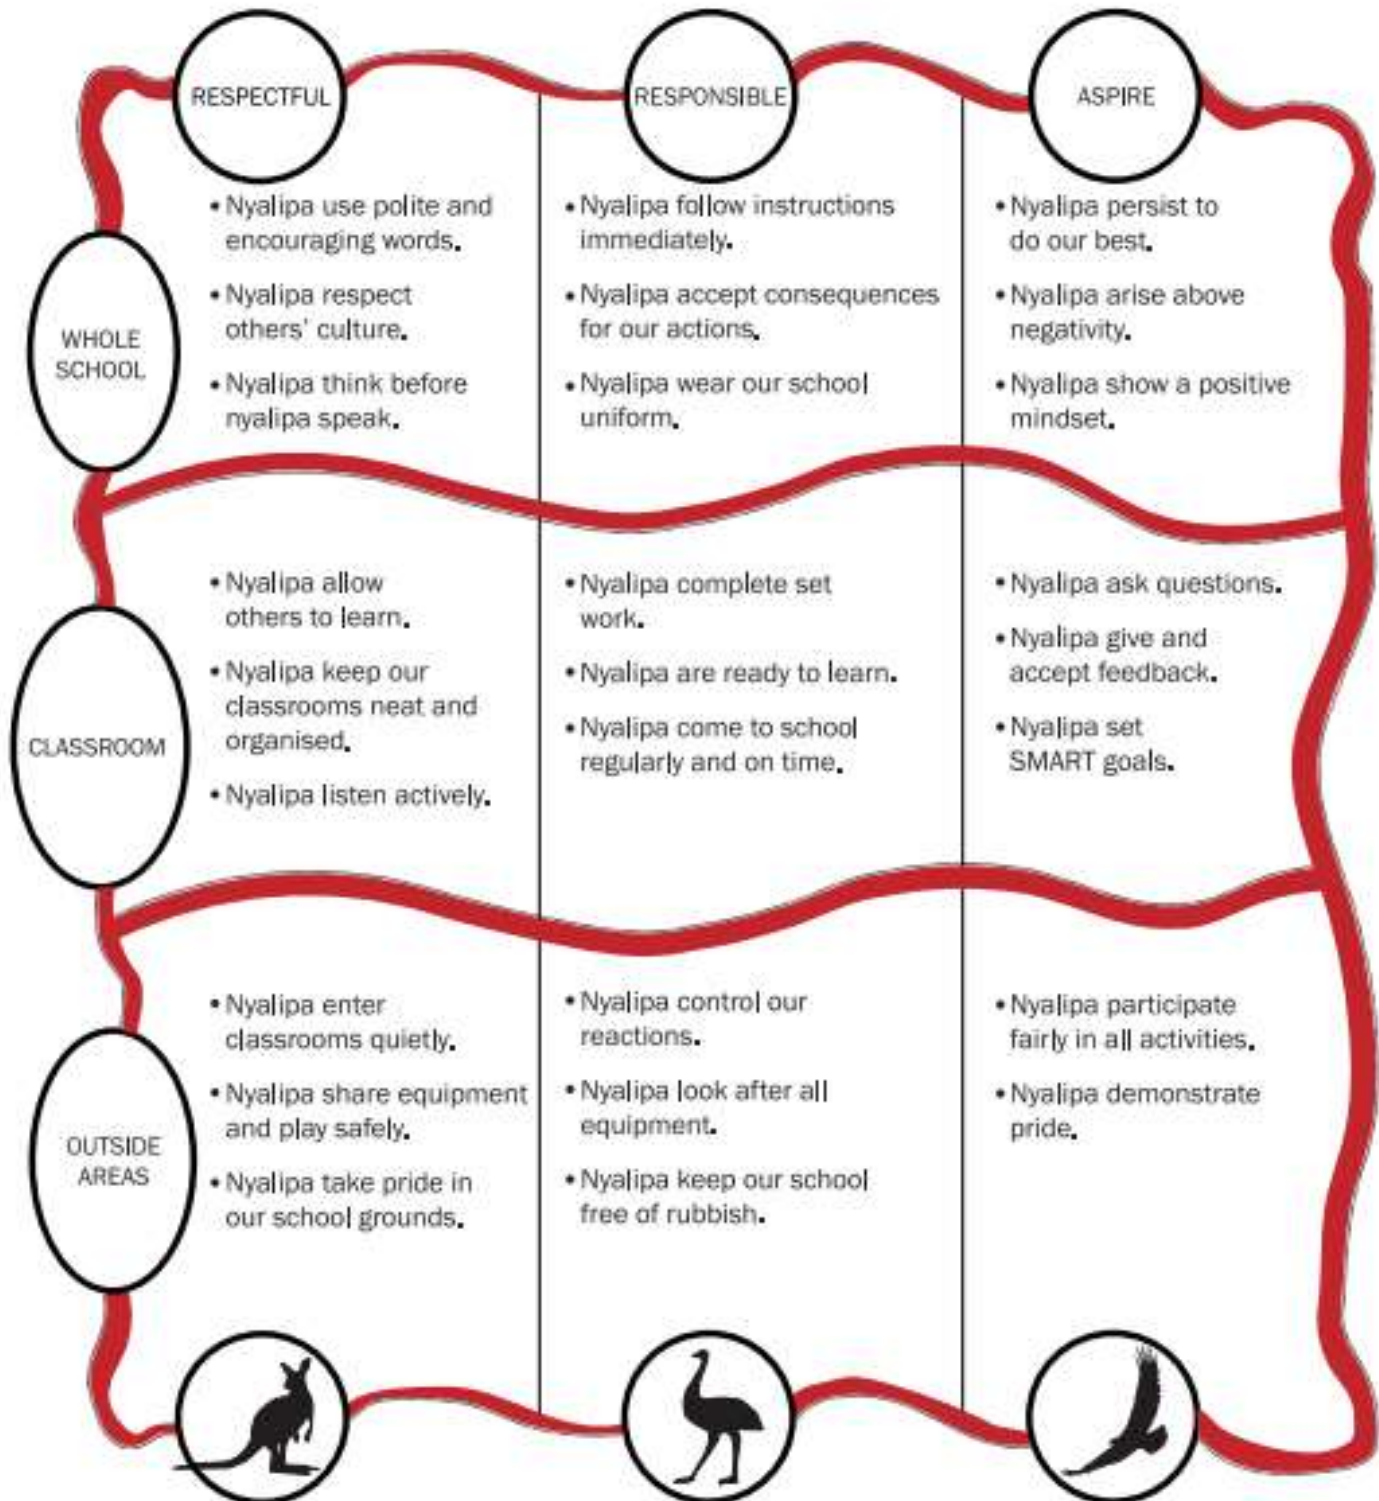 RESPECTFUL
RESPONSIBLE
ASPIRE
WHOLE
SCHOOL
• Nyalipa use polite and
encouraging words.
• Nyalipa respect
others' culture.
• Nyalipa think before
nyalipa speak.
• Nyalipa follow instructions
immediately.
• Nyalipa accept consequences
for our actions.
• Nyalipa wear our school
uniform.
• Nyalipa persist to
do our best.
• Nyalipa arise above
negativity.
• Nyalipa show a positive
mindset.
CLASSROOM
• Nyalipa allow
others to learn.
• Nyalipa keep our
classrooms neat and
organised.
• Nyalipa listen actively.
• Nyalipa complete set
work.
• Nyalipa are ready to learn.
• Nyalipa come to school
regularly and on time.
• Nyalipa ask questions.
• Nyalipa give and
accept feedback.
• Nyalipa set
SMART goals.
OUTSIDE
AREAS
• Nyalipa enter
classrooms quietly.
• Nyalipa share equipment
and play safely.
• Nyalipa take pride in
our school grounds.
• Nyalipa control our
reactions.
• Nyalipa look after all
equipment.
• Nyalipa keep our school
free of rubbish.
• Nyalipa participate
fairly in all activities.
• Nyalipa demonstrate
pride.